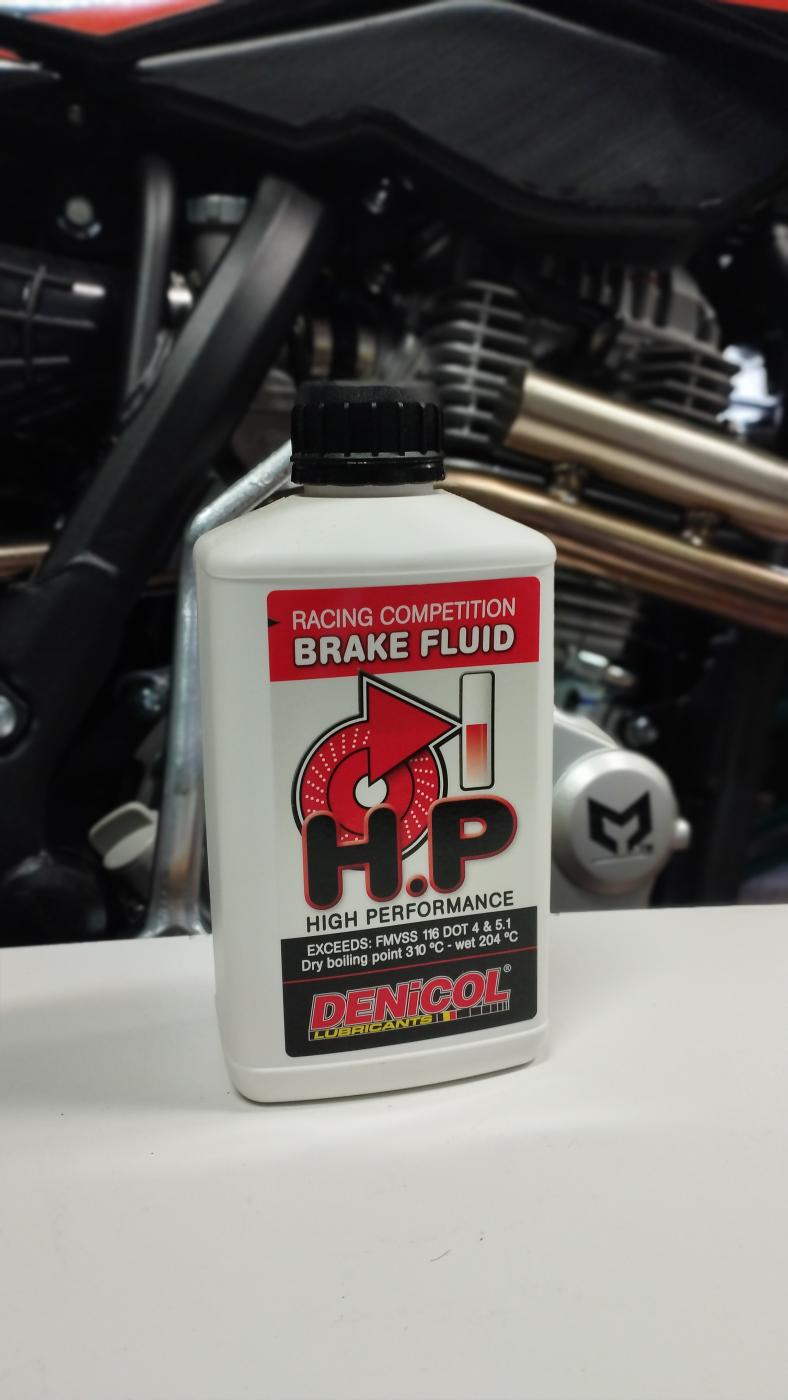 RACING COMPETITION
BRAKE FLUID
H.P
HIGH PERFORMANCE
EXCEEDS: FMVSS 116 DOT 4 & 5.1
Dry boiling point 310 ºC - wet 204 ºC
DENiCOL®
LUBRICANTS